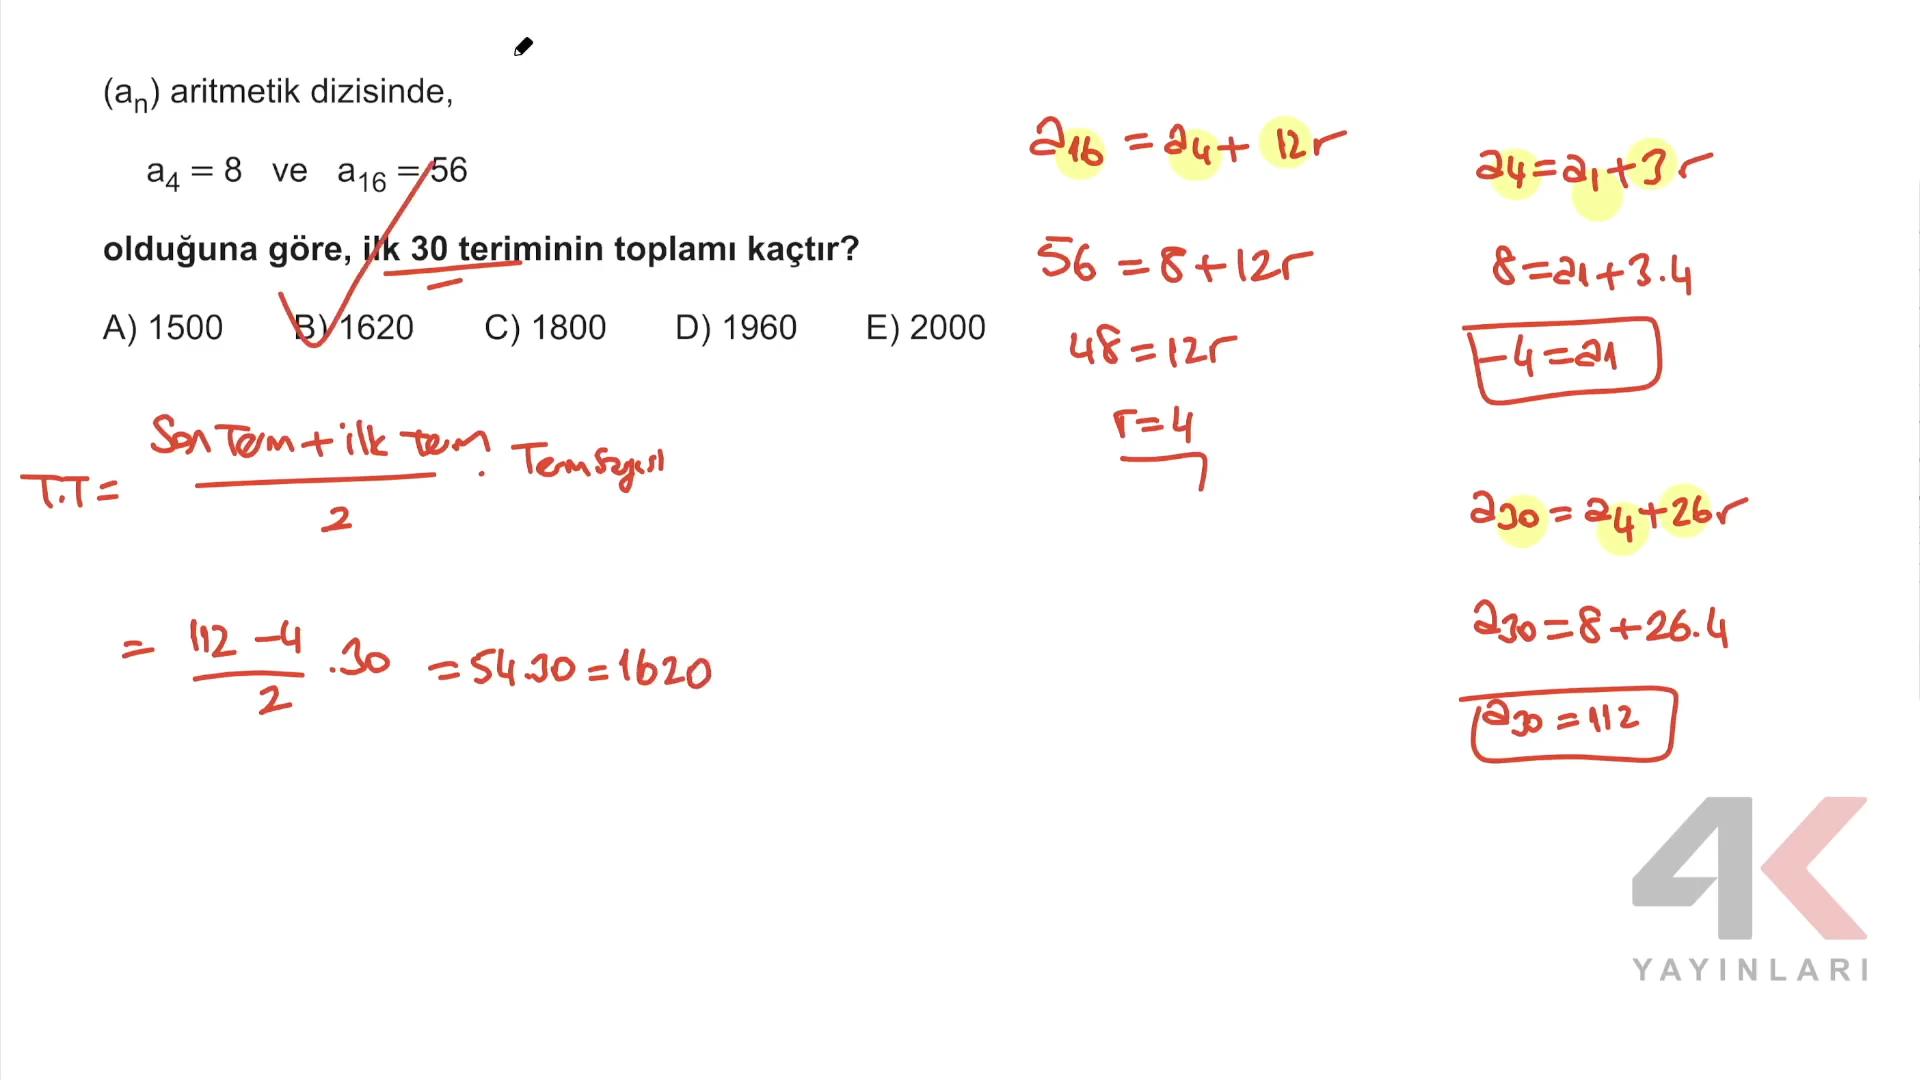 (aₙ) aritmetik dizisinde,
a₄ = 8 ve a₁₆ = 56
olduğuna göre, ilk 30 teriminin toplamı kaçtır?
A) 1500 B) 1620 C) 1800 D) 1960 E) 2000
T.T = (Son Terim + ilk terim) / 2 . Terim Sayısı
= (112 - 4) / 2 . 30 = 54.30 = 1620
a₁₆ = a₄ + 12r
56 = 8 + 12r
48 = 12r
r = 4
a₄ = a₁ + 3r
8 = a₁ + 3.4
-4 = a₁
a₃₀ = a₄ + 26r
a₃₀ = 8 + 26.4
a₃₀ = 112
4K
YAYINLARI